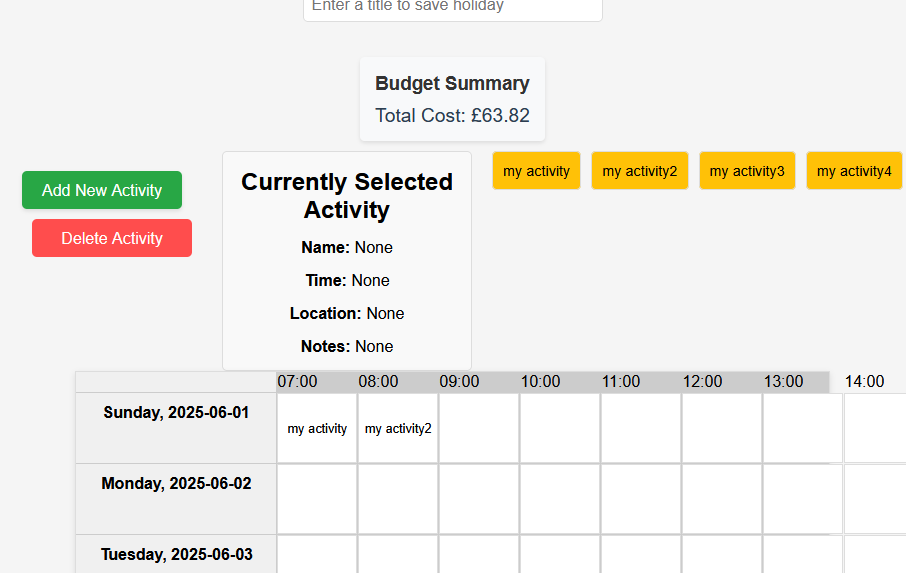 Enter a title to save holiday
Budget Summary
Total Cost: £63.82
Add New Activity
Delete Activity
Currently Selected
Activity
Name: None
Time: None
Location: None
Notes: None
my activity my activity2 my activity3 my activity4
07:00 08:00 09:00 10:00 11:00 12:00 13:00 14:00
Sunday, 2025-06-01
my activity my activity2
Monday, 2025-06-02
Tuesday, 2025-06-03